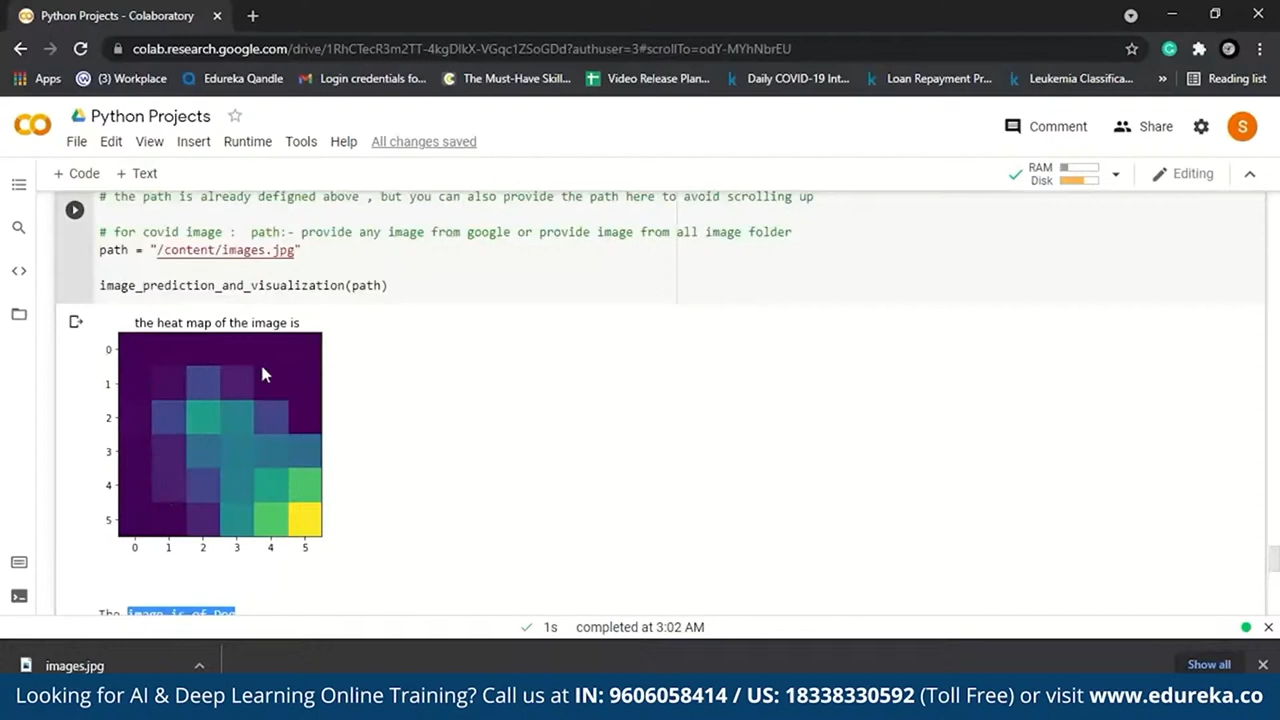 Python Projects - Colaboratory
colab.research.google.com/drive/1RhCTecR3m2TT-4kgDlkX-VGqc1ZSoGDd?authuser=3#scrollTo=odY-MYhNbrEU
Apps (3) Workplace Edureka Qandle Login credentials fo... The Must-Have Skil... Video Release Plan... Daily COVID-19 Int... Loan Repayment Pr... Leukemia Classifica... » Reading list
Python Projects
Comment Share S
File Edit View Insert Runtime Tools Help All changes saved
+ Code + Text RAM Disk Editing
# the path is already defigned above , but you can also provide the path here to avoid scrolling up
# for covid image : path:- provide any image from google or provide image from all image folder
path = "/content/images.jpg"
image_prediction_and_visualization(path)
the heat map of the image is
0
1
2
3
4
5
0 1 2 3 4 5
The image is of Dog
1s completed at 3:02 AM
images.jpg Show all
Looking for AI & Deep Learning Online Training? Call us at IN: 9606058414 / US: 18338330592 (Toll Free) or visit www.edureka.co